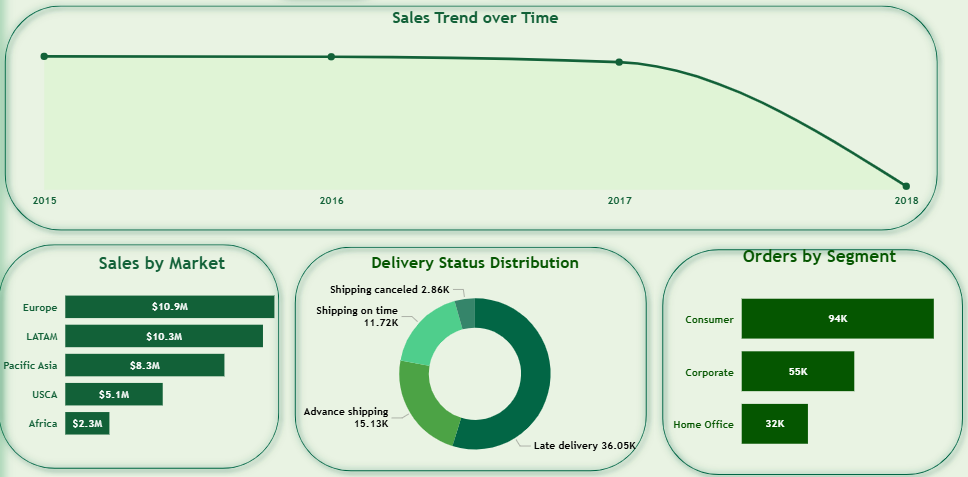 Sales Trend over Time
2015
2016
2017
2018
Sales by Market
Europe
$10.9M
LATAM
$10.3M
Pacific Asia
$8.3M
USCA
$5.1M
Africa
$2.3M
Delivery Status Distribution
Shipping canceled 2.86K
Shipping on time
11.72K
Advance shipping
15.13K
Late delivery 36.05K
Orders by Segment
Consumer
94K
Corporate
55K
Home Office
32K